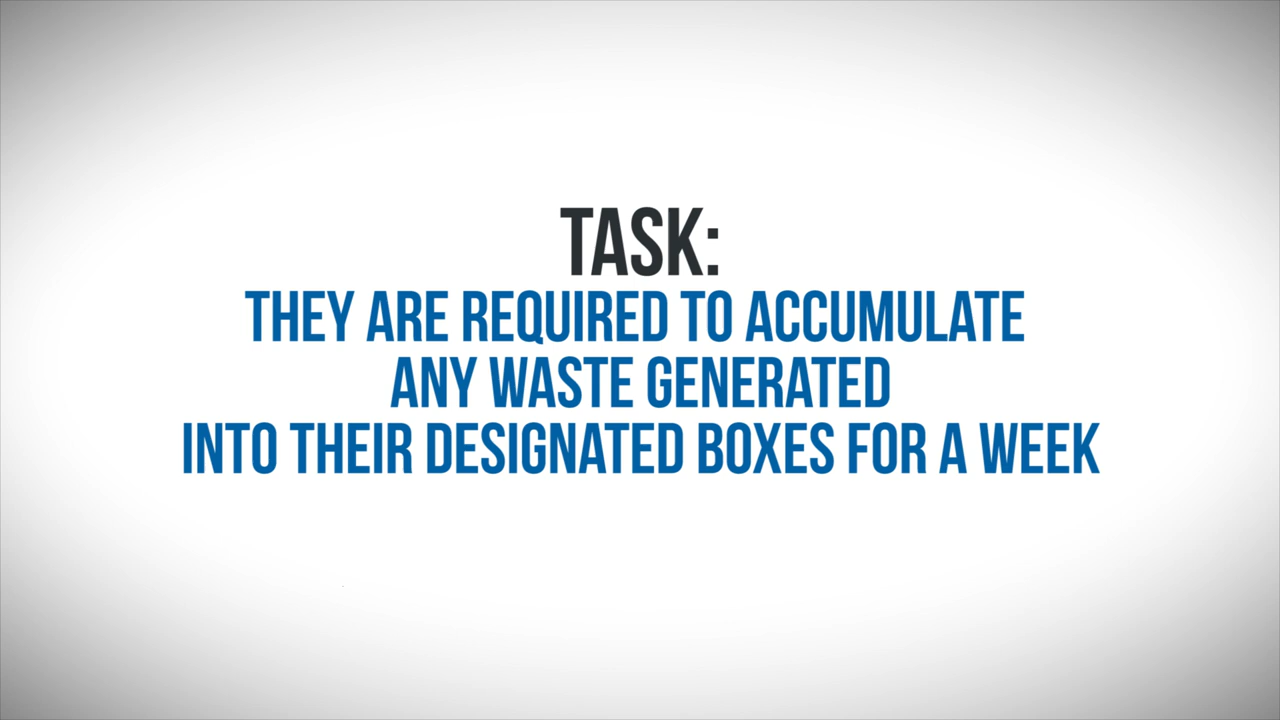 TASK:
THEY ARE REQUIRED TO ACCUMULATE
ANY WASTE GENERATED
INTO THEIR DESIGNATED BOXES FOR A WEEK